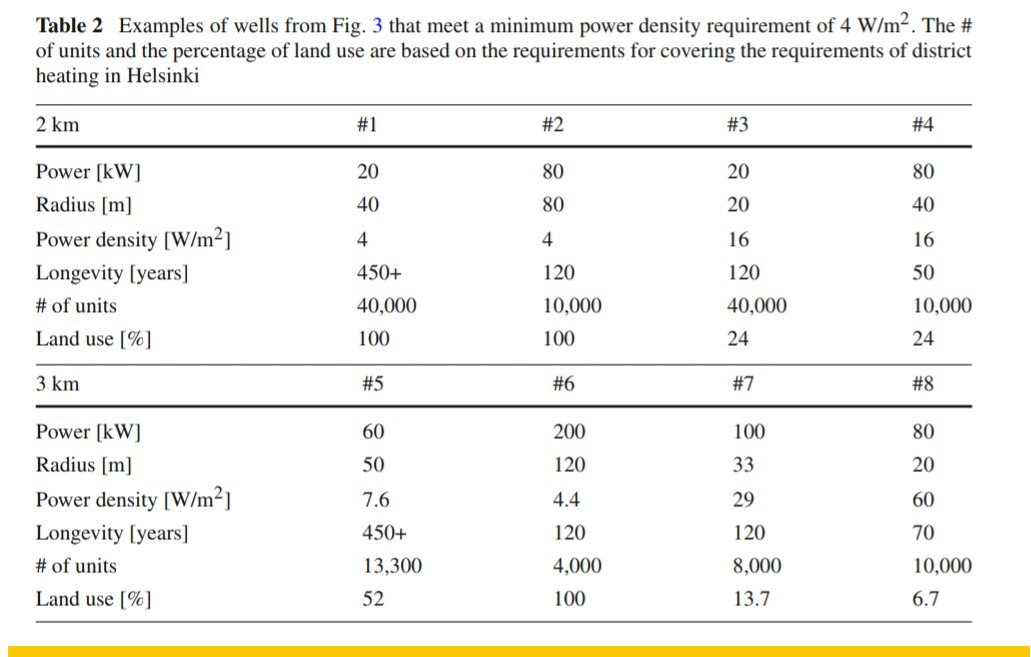 Table 2 Examples of wells from Fig. 3 that meet a minimum power density requirement of 4 W/m². The #
of units and the percentage of land use are based on the requirements for covering the requirements of district
heating in Helsinki
2 km #1 #2 #3 #4
Power [kW] 20 80 20 80
Radius [m] 40 80 20 40
Power density [W/m²] 4 4 16 16
Longevity [years] 450+ 120 120 50
# of units 40,000 10,000 40,000 10,000
Land use [%] 100 100 24 24
3 km #5 #6 #7 #8
Power [kW] 60 200 100 80
Radius [m] 50 120 33 20
Power density [W/m²] 7.6 4.4 29 60
Longevity [years] 450+ 120 120 70
# of units 13,300 4,000 8,000 10,000
Land use [%] 52 100 13.7 6.7